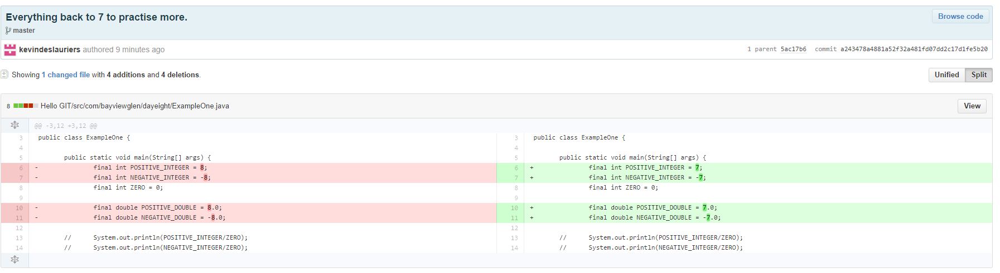 Everything back to 7 to practise more.
Browse code
master
kevindeslauriers authored 9 minutes ago
1 parent 5ac17b6 commit a243478a4881a52f32a481fd07dd2c17d1fe5b20
Showing 1 changed file with 4 additions and 4 deletions.
Unified Split
8 Hello GIT/src/com/bayviewglen/dayeight/ExampleOne.java
View
@@ -3,12 +3,12 @@
3 public class ExampleOne {
4
5 public static void main(String[] args) {
6 - final int POSITIVE_INTEGER = 8;
7 - final int NEGATIVE_INTEGER = -8;
8 final int ZERO = 0;
9
10 - final double POSITIVE_DOUBLE = 8.0;
11 - final double NEGATIVE_DOUBLE = -8.0;
12
13 // System.out.println(POSITIVE_INTEGER/ZERO);
14 // System.out.println(NEGATIVE_INTEGER/ZERO);
3 public class ExampleOne {
4
5 public static void main(String[] args) {
6 + final int POSITIVE_INTEGER = 7;
7 + final int NEGATIVE_INTEGER = -7;
8 final int ZERO = 0;
9
10 + final double POSITIVE_DOUBLE = 7.0;
11 + final double NEGATIVE_DOUBLE = -7.0;
12
13 // System.out.println(POSITIVE_INTEGER/ZERO);
14 // System.out.println(NEGATIVE_INTEGER/ZERO);